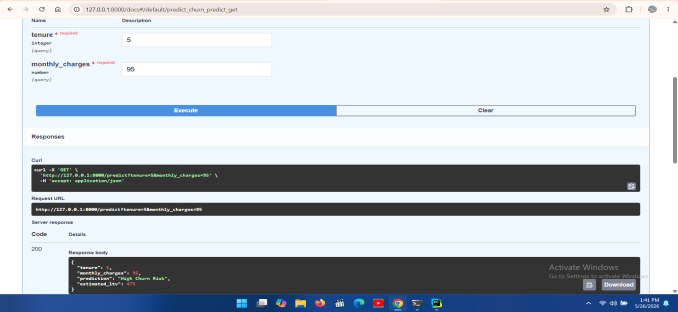 127.0.0.1:8000/docs#/default/predict_churn_predict_get
Name Description
tenure * required
integer
(query)
5
monthly_charges * required
number
(query)
95
Execute Clear
Responses
Curl
curl -X 'GET' \
'http://127.0.0.1:8000/predict?tenure=5&monthly_charges=95' \
-H 'accept: application/json'
Request URL
http://127.0.0.1:8000/predict?tenure=5&monthly_charges=95
Server response
Code Details
200
Response body
{
"tenure": 5,
"monthly_charges": 95,
"prediction": "High Churn Risk",
"estimated_ltv": 475
}
Activate Windows
Go to Settings to activate Windows.
Download
1:41 PM
5/26/2026